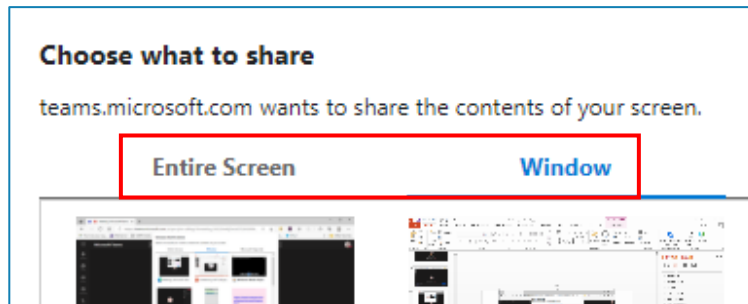 Choose what to share
teams.microsoft.com wants to share the contents of your screen.
Entire Screen Window